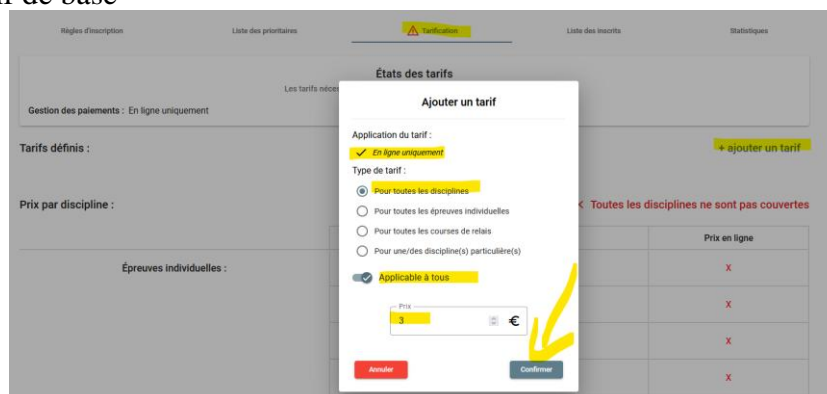 Règles d'inscription
Liste des prioritaires
Tarification
Liste des inscrits
Statistiques
États des tarifs
Les tarifs néces
Gestion des paiements : En ligne uniquement
Ajouter un tarif
Application du tarif :
En ligne uniquement
Tarifs définis :
+ ajouter un tarif
Type de tarif :
Pour toutes les disciplines
Prix par discipline :
Pour toutes les épreuves individuelles
Toutes les disciplines ne sont pas couvertes
Pour toutes les courses de relais
Prix en ligne
Pour une/des discipline(s) particulière(s)
Épreuves individuelles :
X
Applicable à tous
Prix
3 €
X
X
Annuler
Confirmer
X